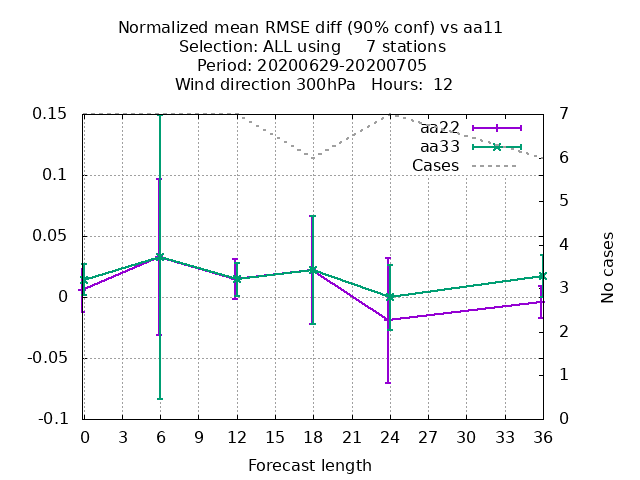 Normalized mean RMSE diff (90% conf) vs aa11
Selection: ALL using     7 stations
Period: 20200629-20200705
Wind direction 300hPa   Hours:  12
0.15
0.1
0.05
0
-0.05
-0.1
7
6
5
4
3
2
1
0
aa22
aa33
Cases
No cases
0 3 6 9 12 15 18 21 24 27 30 33 36
Forecast length